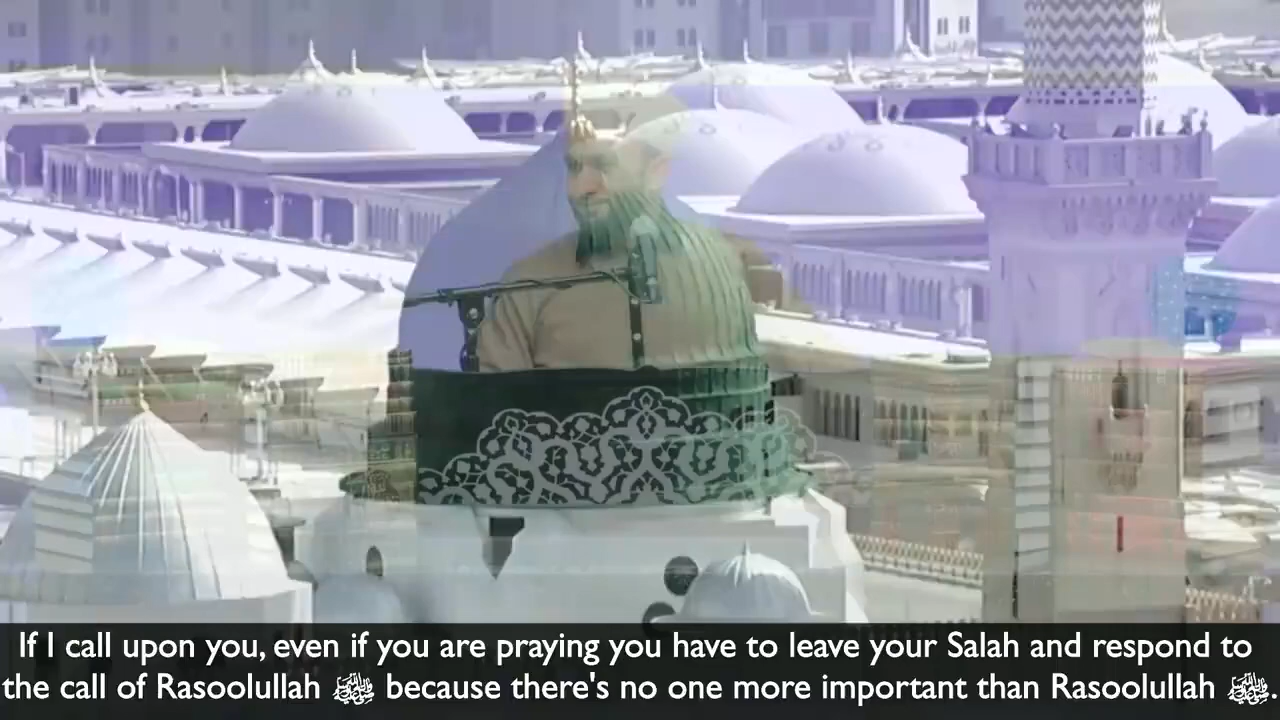 If I call upon you, even if you are praying you have to leave your Salah and respond to
the call of Rasoolullah ﷺ because there's no one more important than Rasoolullah ﷺ.